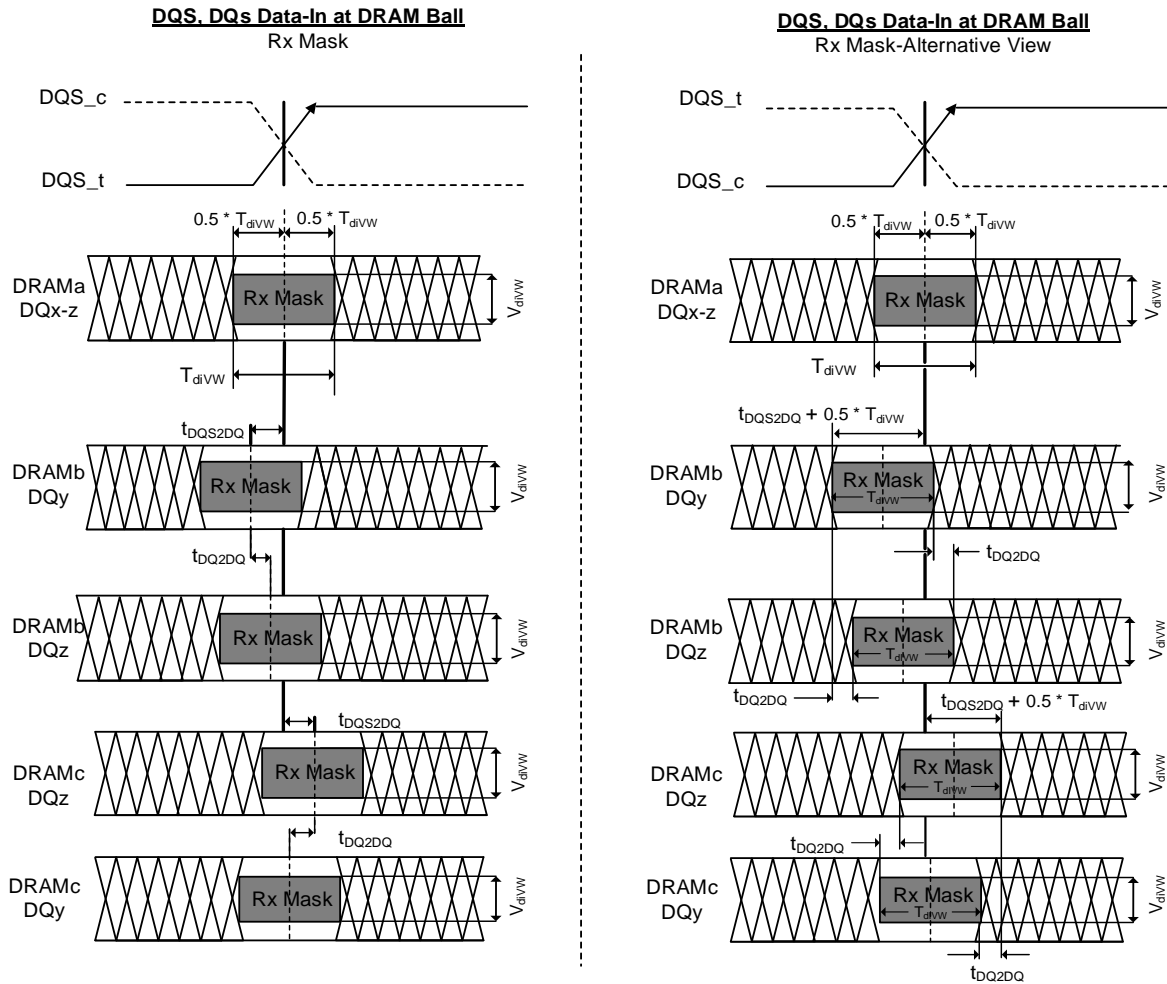 DQS, DQs Data-In at DRAM Ball
Rx Mask
DQS_c
DQS_t
0.5 * TdiVW 0.5 * TdiVW
DRAMa
DQx-z
Rx Mask
VdiVW
TdiVW
tDQS2DQ
DRAMb
DQy
Rx Mask
VdiVW
tDQ2DQ
DRAMb
DQz
Rx Mask
VdiVW
tDQS2DQ
DRAMc
DQz
Rx Mask
VdiVW
tDQ2DQ
DRAMc
DQy
Rx Mask
VdiVW
DQS, DQs Data-In at DRAM Ball
Rx Mask-Alternative View
DQS_t
DQS_c
0.5 * TdiVW 0.5 * TdiVW
DRAMa
DQx-z
Rx Mask
VdiVW
TdiVW
tDQS2DQ + 0.5 * TdiVW
DRAMb
DQy
Rx Mask
TdiVW
VdiVW
tDQ2DQ
DRAMb
DQz
Rx Mask
TdiVW
VdiVW
tDQ2DQ
tDQS2DQ + 0.5 * TdiVW
DRAMc
DQz
Rx Mask
TdiVW
VdiVW
tDQ2DQ
DRAMc
DQy
Rx Mask
TdiVW
VdiVW
tDQ2DQ